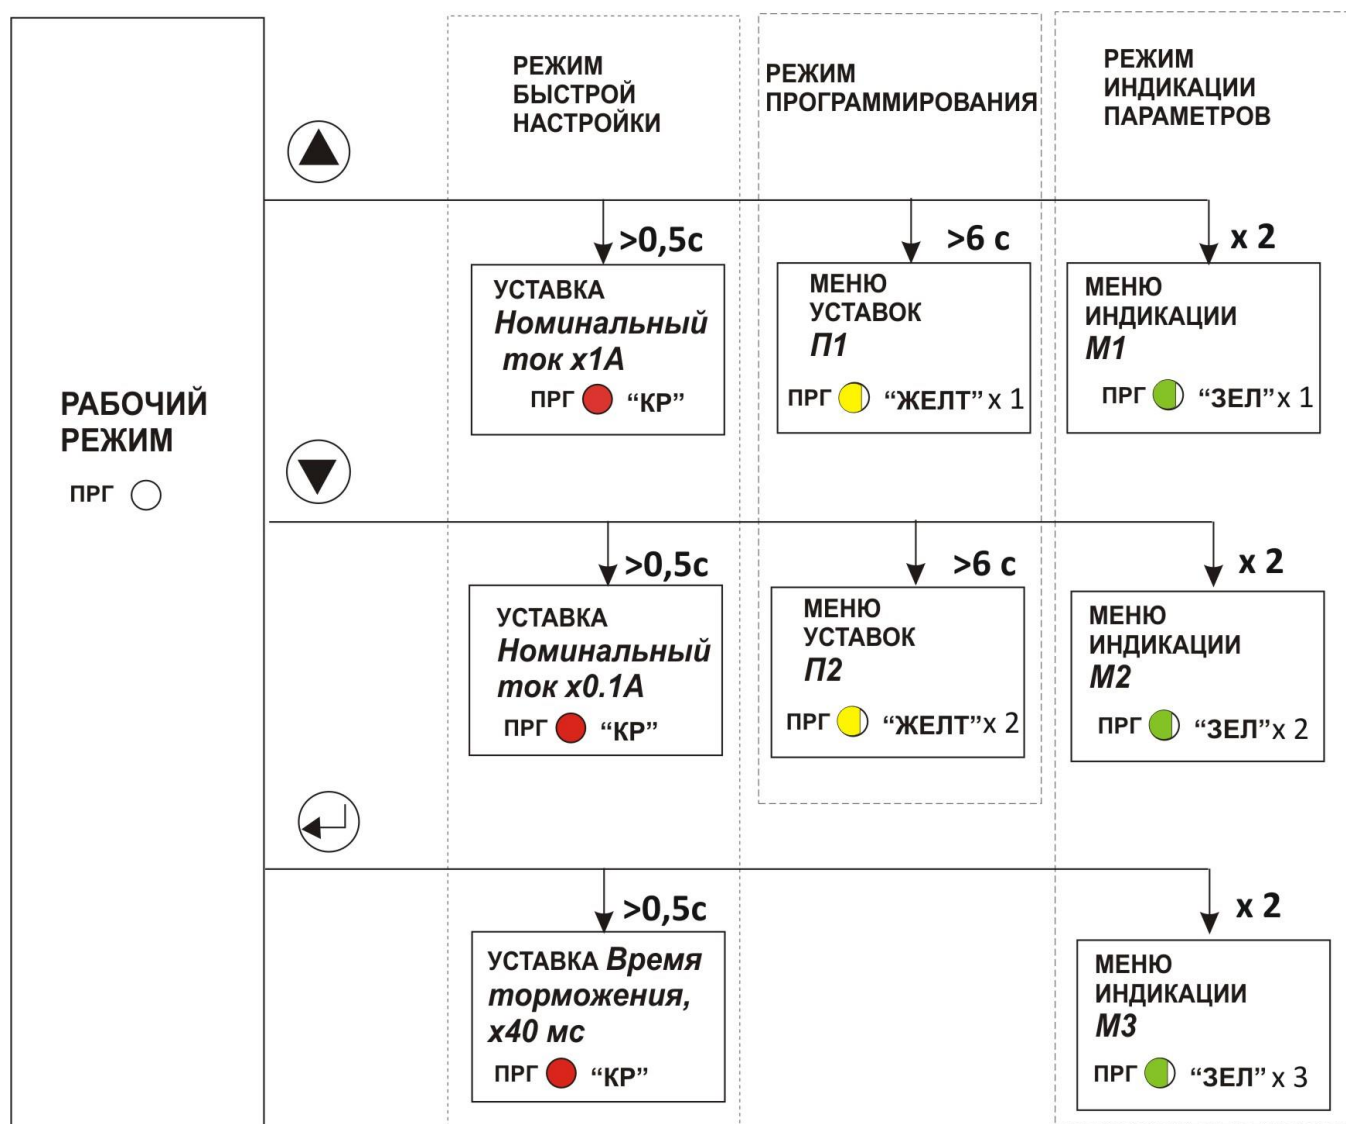 РАБОЧИЙ
РЕЖИМ
ПРГ
РЕЖИМ
БЫСТРОЙ
НАСТРОЙКИ
РЕЖИМ
ПРОГРАММИРОВАНИЯ
РЕЖИМ
ИНДИКАЦИИ
ПАРАМЕТРОВ
>0,5с
>6 с
x 2
УСТАВКА
Номинальный
ток x1А
ПРГ “КР”
МЕНЮ
УСТАВОК
П1
ПРГ “ЖЕЛТ” x 1
МЕНЮ
ИНДИКАЦИИ
М1
ПРГ “ЗЕЛ” x 1
>0,5с
>6 с
x 2
УСТАВКА
Номинальный
ток x0.1А
ПРГ “КР”
МЕНЮ
УСТАВОК
П2
ПРГ “ЖЕЛТ” x 2
МЕНЮ
ИНДИКАЦИИ
М2
ПРГ “ЗЕЛ” x 2
>0,5с
x 2
УСТАВКА Время
торможения,
x40 мс
ПРГ “КР”
МЕНЮ
ИНДИКАЦИИ
М3
ПРГ “ЗЕЛ” x 3